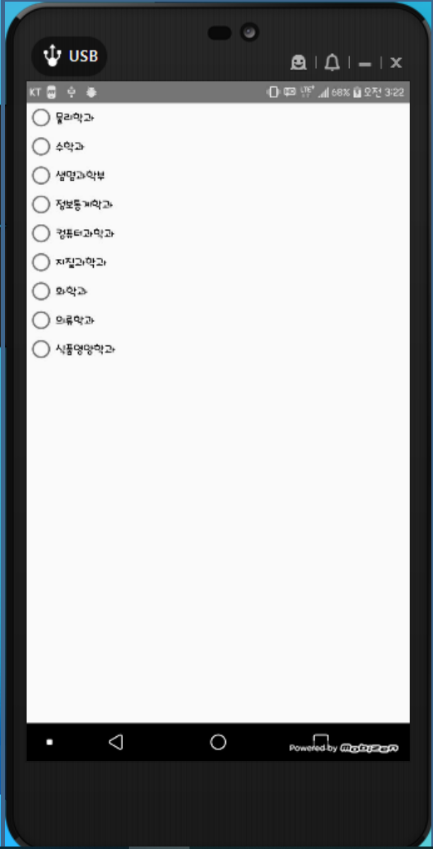 USB
KT LTE 68% 오전 3:22
물리학과
수학과
생명과학부
정보통계학과
컴퓨터과학과
지질과학과
화학과
의류학과
식품영양학과
Powered by mobizen